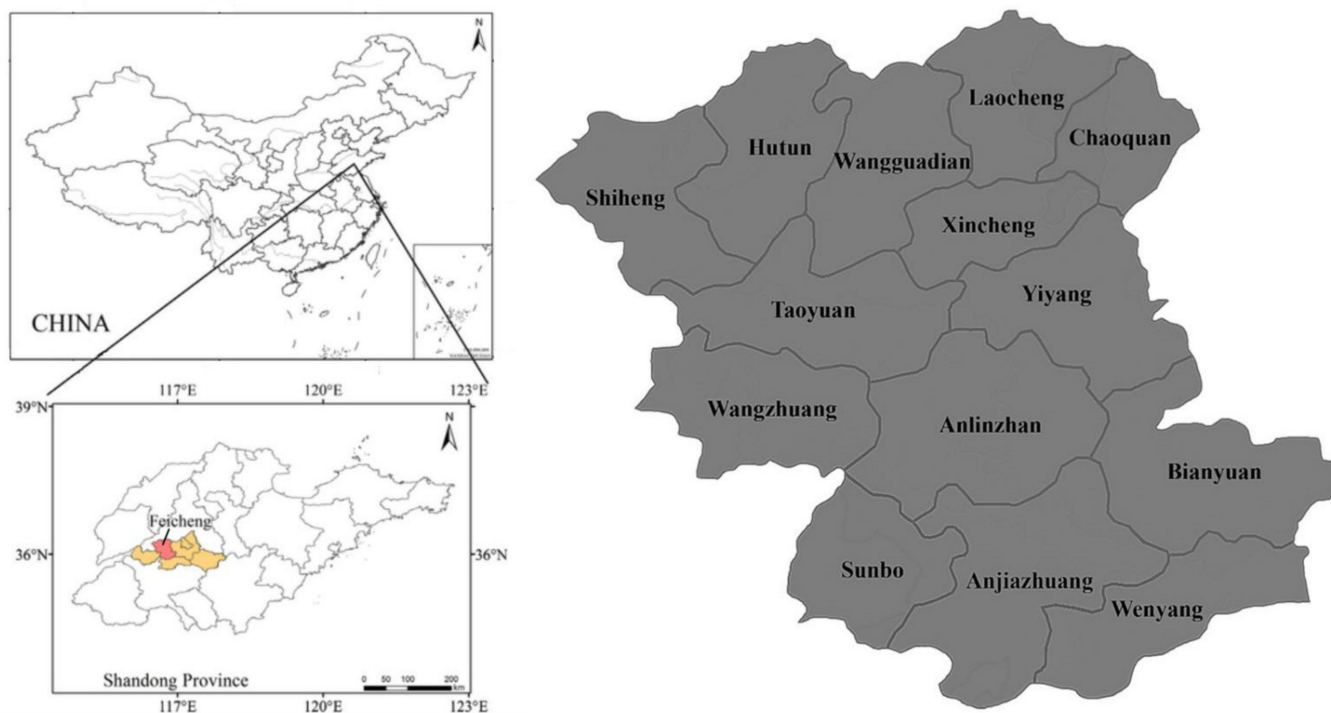 N
CHINA
117°E 120°E 123°E
39°N
N
Feicheng
36°N
36°N
Sunbo
Shandong Province
0 50 100 200
km
117°E 120°E 123°E
Laocheng
Chaoquan
Hutun
Wangguadian
Shiheng
Xincheng
Yiyang
Taoyuan
Wangzhuang
Anlinzhan
Bianyuan
Anjiazhuang
Wenyang